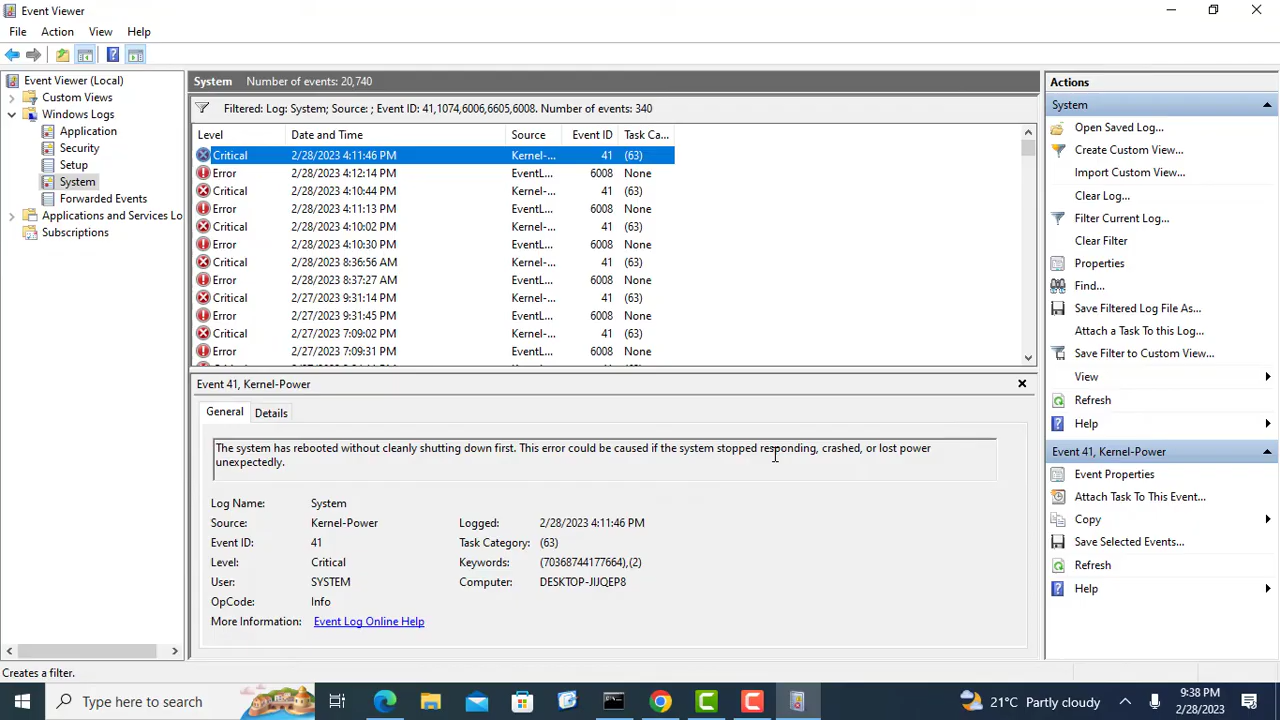 Event Viewer
File Action View Help
Event Viewer (Local)
Custom Views
Windows Logs
Application
Security
Setup
System
Forwarded Events
Applications and Services Lo
Subscriptions
System Number of events: 20,740
Filtered: Log: System; Source: ; Event ID: 41,1074,6006,6605,6008. Number of events: 340
Level Date and Time Source Event ID Task Ca...
Critical 2/28/2023 4:11:46 PM Kernel-... 41 (63)
Error 2/28/2023 4:12:14 PM EventL... 6008 None
Critical 2/28/2023 4:10:44 PM Kernel-... 41 (63)
Error 2/28/2023 4:11:13 PM EventL... 6008 None
Critical 2/28/2023 4:10:02 PM Kernel-... 41 (63)
Error 2/28/2023 4:10:30 PM EventL... 6008 None
Critical 2/28/2023 8:36:56 AM Kernel-... 41 (63)
Error 2/28/2023 8:37:27 AM EventL... 6008 None
Critical 2/27/2023 9:31:14 PM Kernel-... 41 (63)
Error 2/27/2023 9:31:45 PM EventL... 6008 None
Critical 2/27/2023 7:09:02 PM Kernel-... 41 (63)
Error 2/27/2023 7:09:31 PM EventL... 6008 None
Event 41, Kernel-Power
General Details
The system has rebooted without cleanly shutting down first. This error could be caused if the system stopped responding, crashed, or lost power
unexpectedly.
Log Name: System
Source: Kernel-Power Logged: 2/28/2023 4:11:46 PM
Event ID: 41 Task Category: (63)
Level: Critical Keywords: (70368744177664),(2)
User: SYSTEM Computer: DESKTOP-JIJQEP8
OpCode: Info
More Information: Event Log Online Help
Actions
System
Open Saved Log...
Create Custom View...
Import Custom View...
Clear Log...
Filter Current Log...
Clear Filter
Properties
Find...
Save Filtered Log File As...
Attach a Task To this Log...
Save Filter to Custom View...
View
Refresh
Help
Event 41, Kernel-Power
Event Properties
Attach Task To This Event...
Copy
Save Selected Events...
Refresh
Help
Creates a filter.
Type here to search
21°C Partly cloudy
9:38 PM
2/28/2023